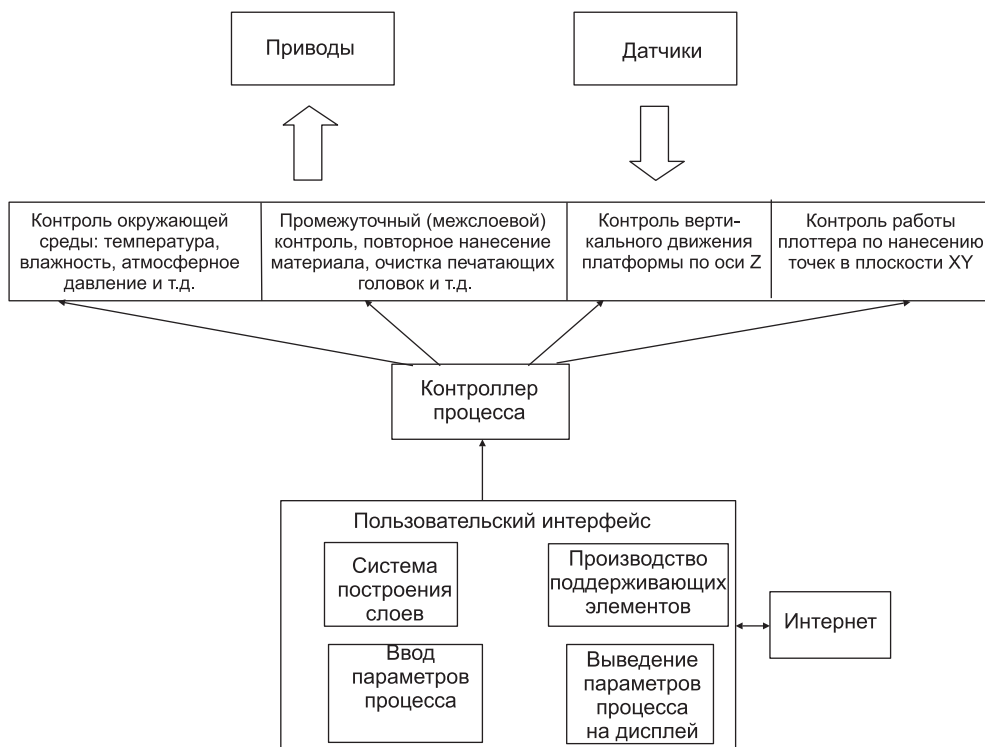 Приводы
Датчики
Контроль окружающей
среды: температура,
влажность, атмосферное
давление и т.д.
Промежуточный (межслоевой)
контроль, повторное нанесение
материала, очистка печатающих
головок и т.д.
Контроль верти-
кального движения
платформы по оси Z
Контроль работы
плоттера по нанесению
точек в плоскости XY
Контроллер
процесса
Пользовательский интерфейс
Система
построения
слоев
Производство
поддерживающих
элементов
Интернет
Ввод
параметров
процесса
Выведение
параметров
процесса
на дисплей